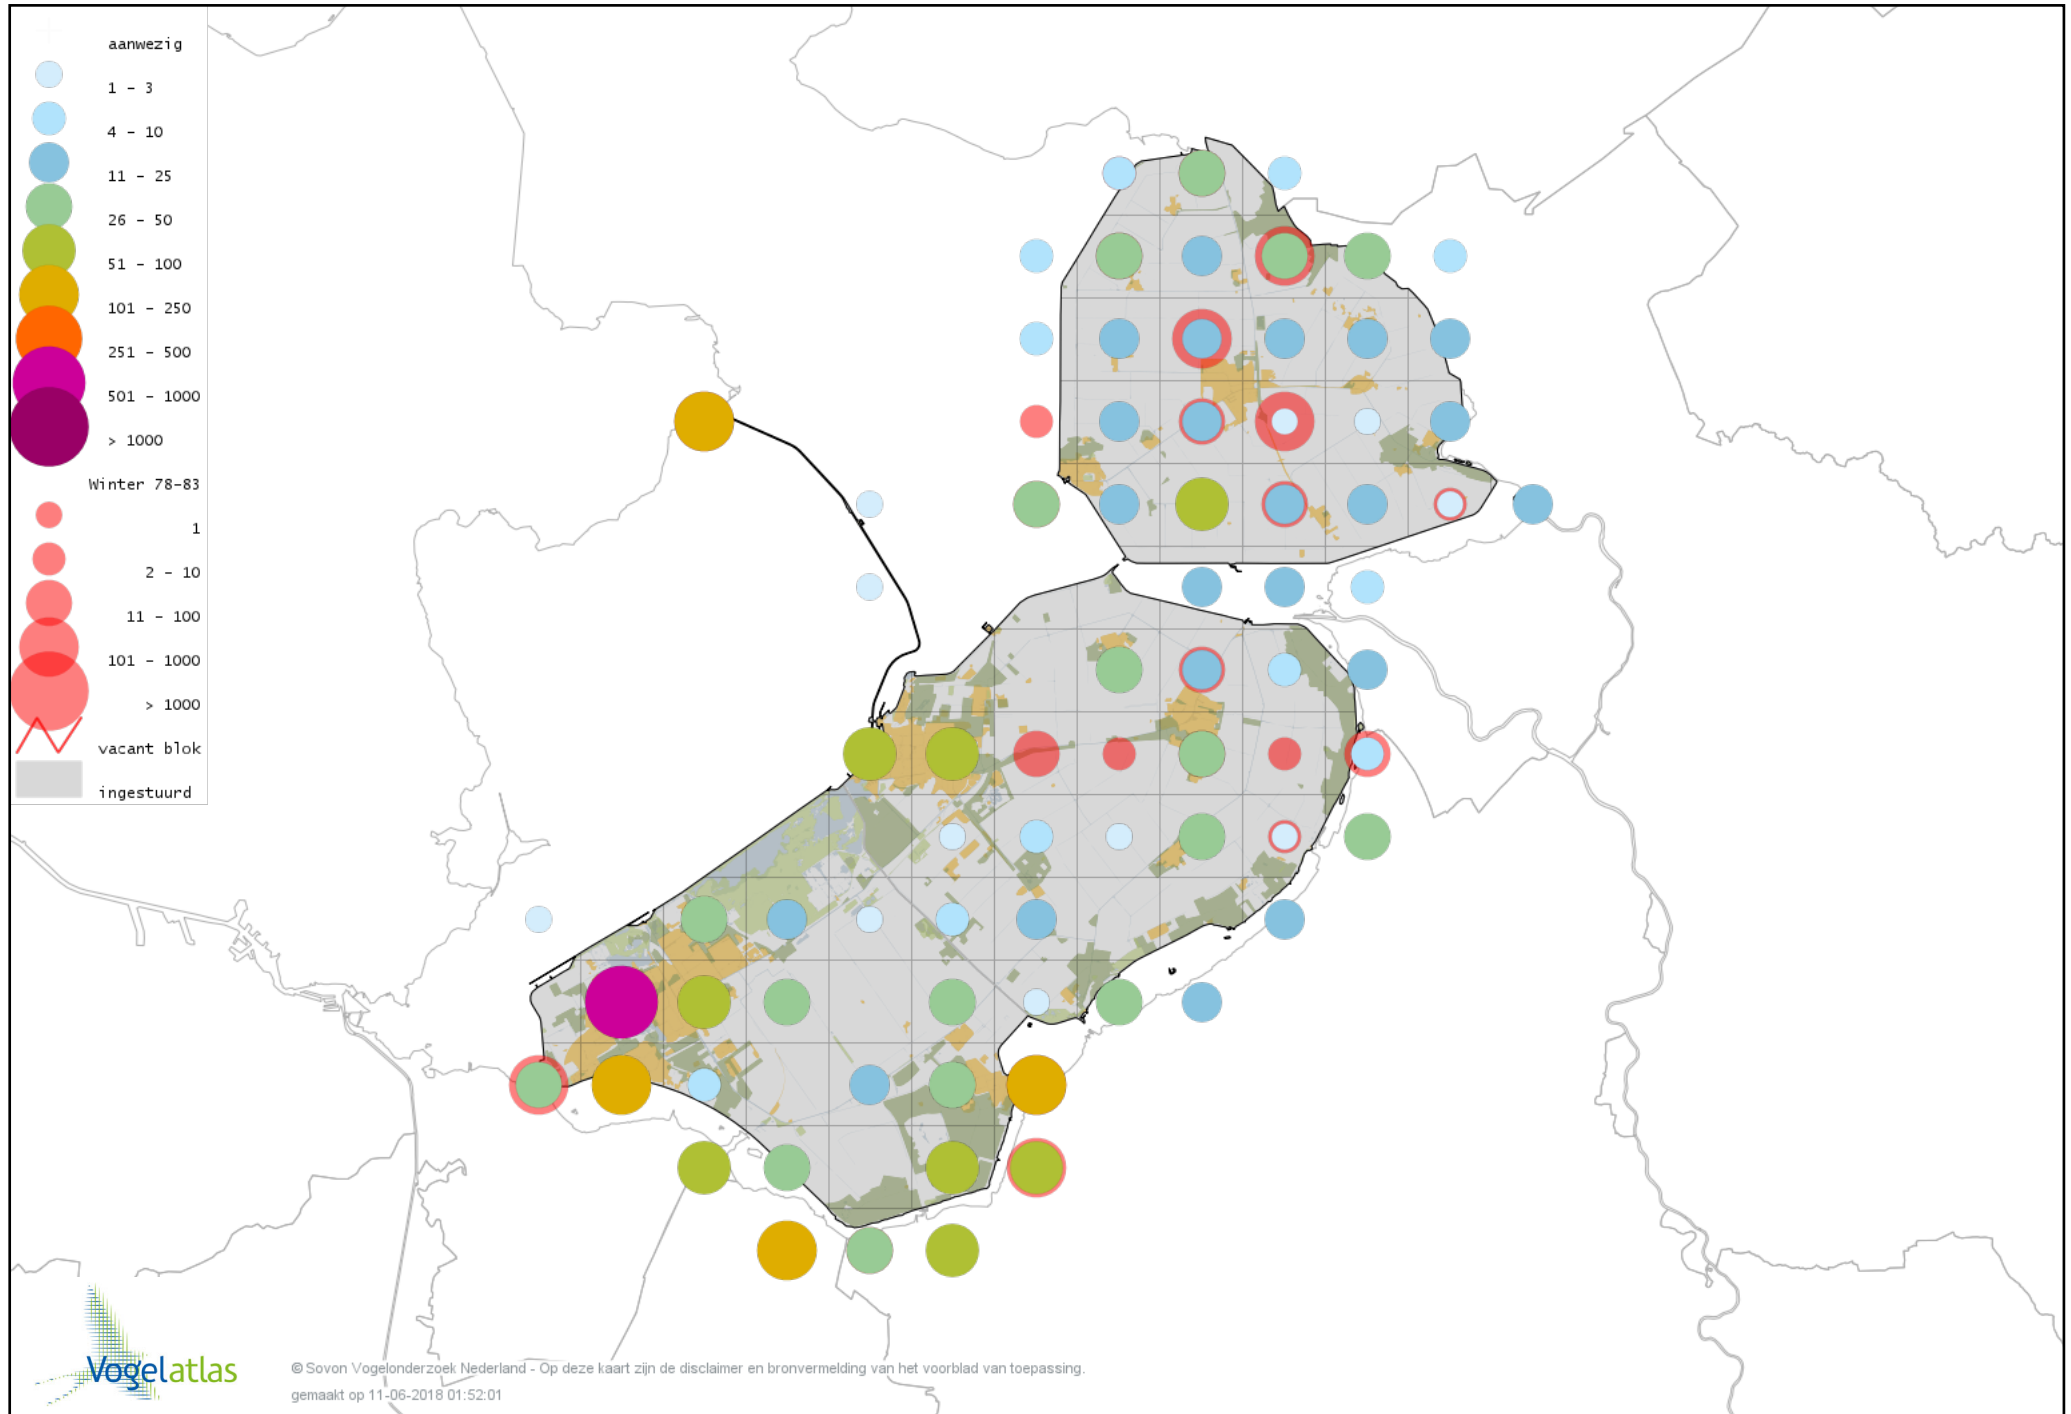 aanwezig
1 - 3
4 - 10
11 - 25
26 - 50
51 - 100
101 - 250
251 - 500
501 - 1000
> 1000
Winter 78-83
1
2 - 10
11 - 100
101 - 1000
> 1000
vacant blok
ingestuurd
Vogelatlas
© Sovon Vogelonderzoek Nederland - Op deze kaart zijn de disclaimer en bronvermelding van het voorblad van toepassing.
gemaakt op 11-06-2018 01:52:01